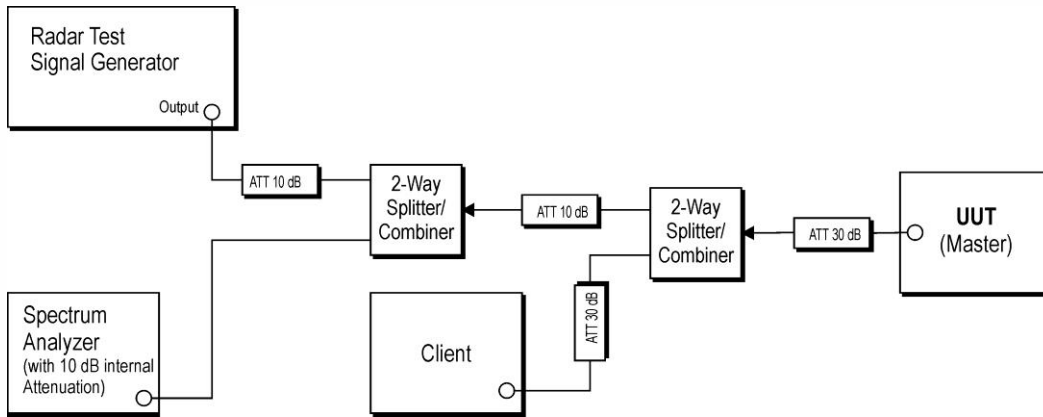 Radar Test
Signal Generator
Output
ATT 10 dB
2-Way
Splitter/
Combiner
ATT 10 dB
2-Way
Splitter/
Combiner
ATT 30 dB
UUT
(Master)
Spectrum
Analyzer
(with 10 dB internal
Attenuation)
Client
ATT 30 dB